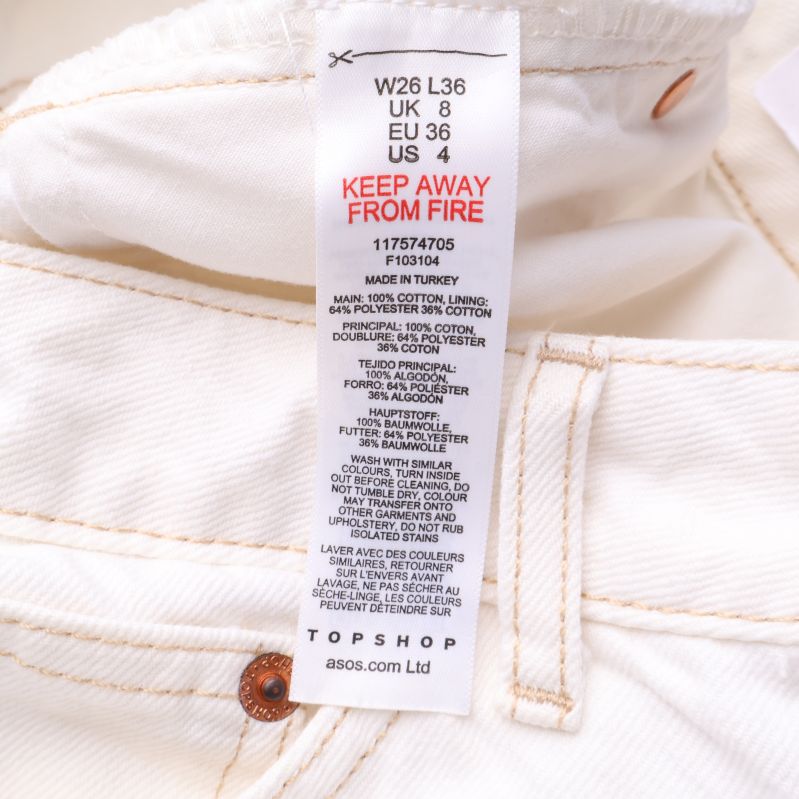 W26 L36
UK 8
EU 36
US 4
KEEP AWAY
FROM FIRE
117574705
F103104
MADE IN TURKEY
MAIN: 100% COTTON, LINING:
64% POLYESTER 36% COTTON
PRINCIPAL: 100% COTON,
DOUBLURE: 64% POLYESTER
36% COTON
TEJIDO PRINCIPAL:
100% ALGODÓN,
FORRO: 64% POLIÉSTER
36% ALGODÓN
HAUPTSTOFF:
100% BAUMWOLLE,
FUTTER: 64% POLYESTER
36% BAUMWOLLE
WASH WITH SIMILAR
COLOURS, TURN INSIDE
OUT BEFORE CLEANING, DO
NOT TUMBLE DRY, COLOUR
MAY TRANSFER ONTO
OTHER GARMENTS AND
UPHOLSTERY, DO NOT RUB
ISOLATED STAINS
LAVER AVEC DES COULEURS
SIMILAIRES, RETOURNER
SUR L'ENVERS AVANT
LAVAGE, NE PAS SÉCHER AU
SÈCHE-LINGE, LES COULEURS
PEUVENT DÉTEINDRE SUR
TOPSHOP
asos.com Ltd